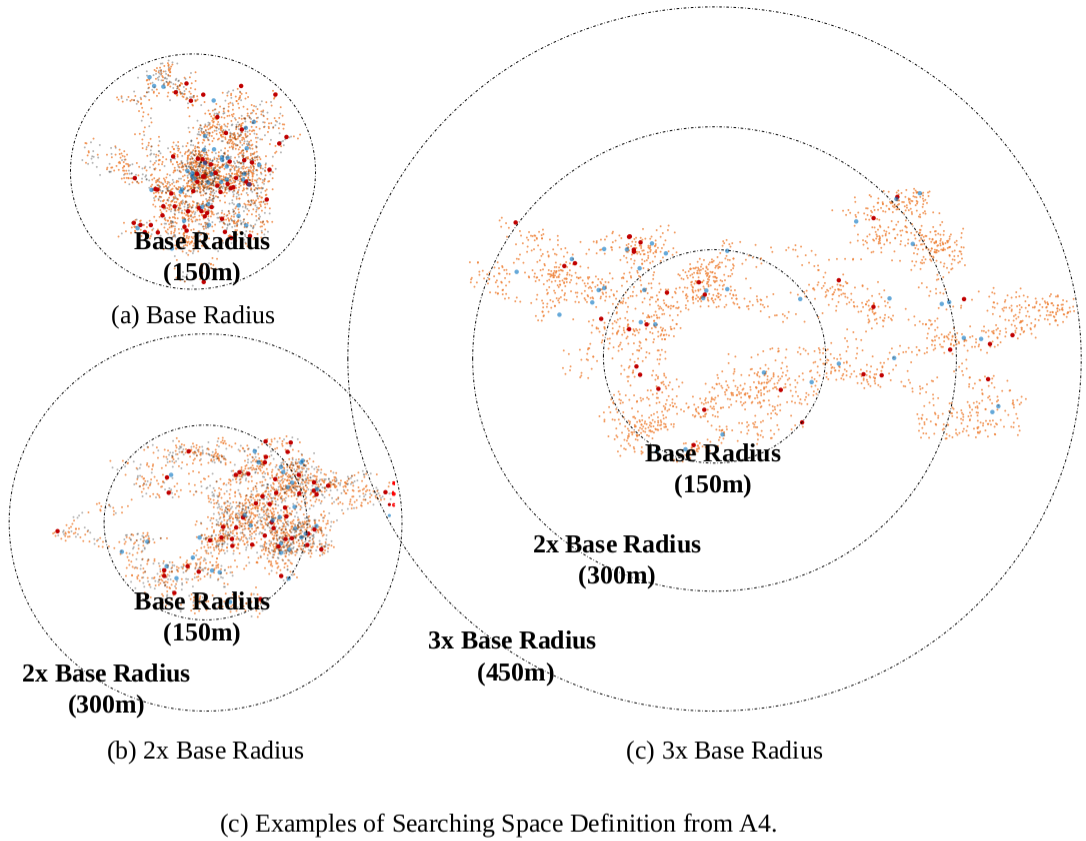 Base Radius
(150m)
(a) Base Radius
Base Radius
(150m)
2x Base Radius
(300m)
(b) 2x Base Radius
Base Radius
(150m)
2x Base Radius
(300m)
3x Base Radius
(450m)
(c) 3x Base Radius
(c) Examples of Searching Space Definition from A4.